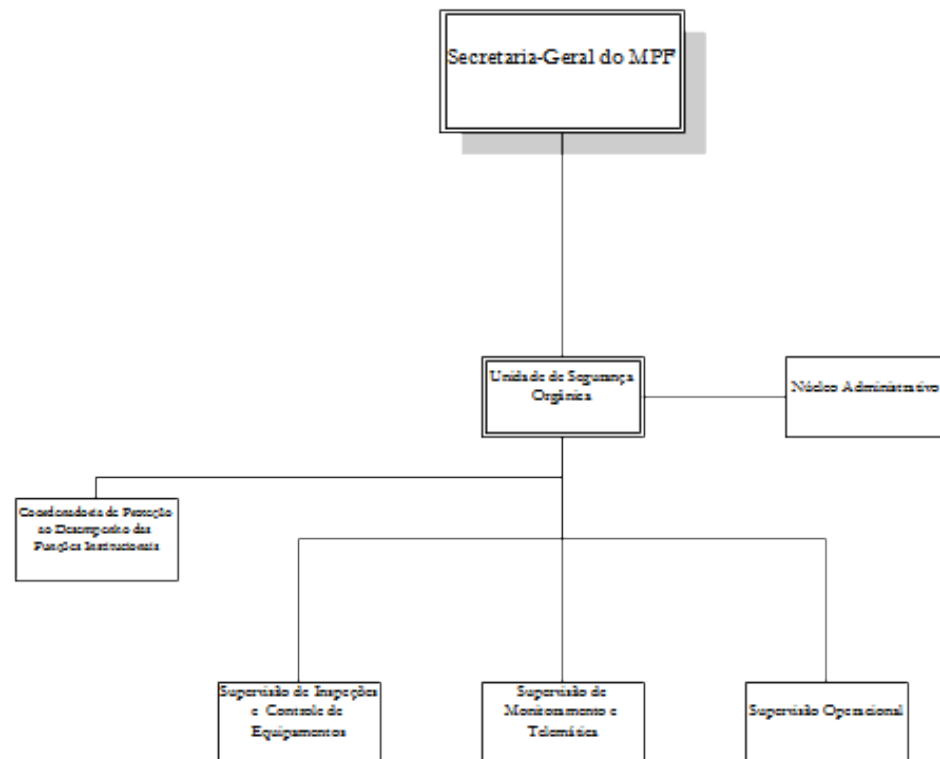 Secretaria-Geral do MPF
Unidade de Segurança
Orgânica
Núcleo Administrativo
Coordenadoria de Proteção
ao Desempenho das
Funções Institucionais
Supervisão de Inspeções
e Controle de
Equipamentos
Supervisão de
Monitoramento e
Telemática
Supervisão Operacional